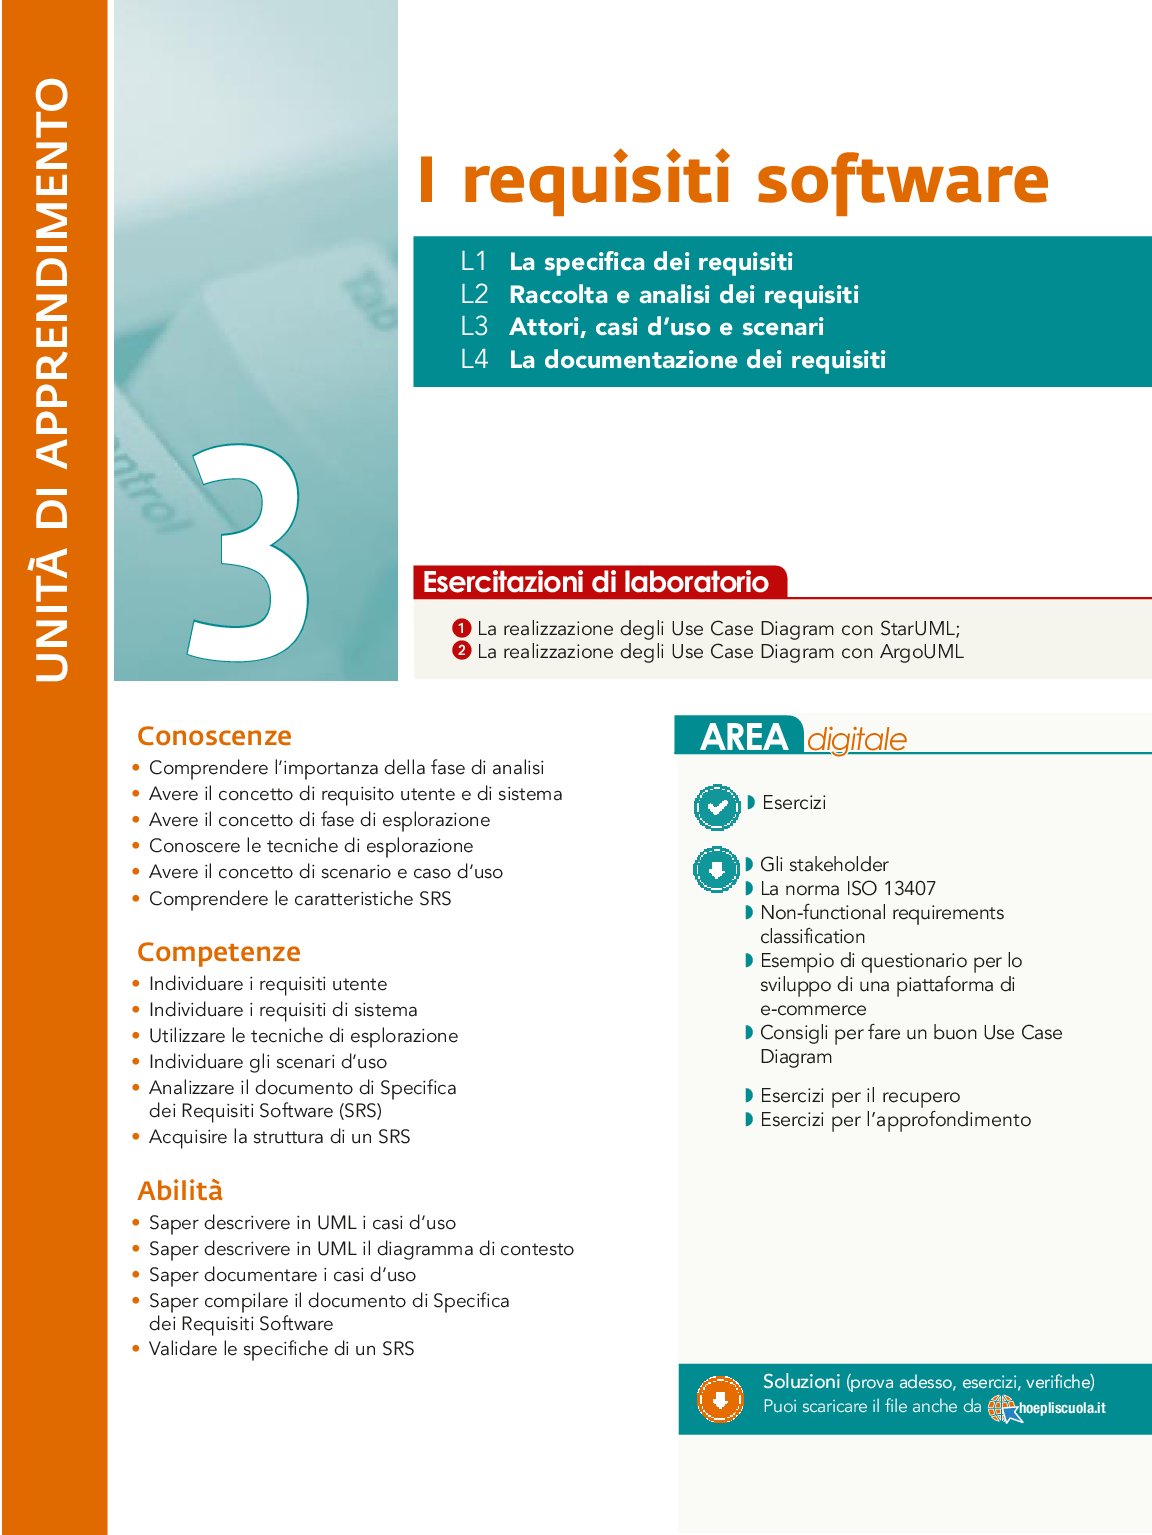 UNITÀ DI APPRENDIMENTO
tab
control
3
I requisiti software
L1 La specifica dei requisiti
L2 Raccolta e analisi dei requisiti
L3 Attori, casi d’uso e scenari
L4 La documentazione dei requisiti
Esercitazioni di laboratorio
1 La realizzazione degli Use Case Diagram con StarUML;
2 La realizzazione degli Use Case Diagram con ArgoUML
Conoscenze
• Comprendere l’importanza della fase di analisi
• Avere il concetto di requisito utente e di sistema
• Avere il concetto di fase di esplorazione
• Conoscere le tecniche di esplorazione
• Avere il concetto di scenario e caso d’uso
• Comprendere le caratteristiche SRS
Competenze
• Individuare i requisiti utente
• Individuare i requisiti di sistema
• Utilizzare le tecniche di esplorazione
• Individuare gli scenari d’uso
• Analizzare il documento di Specifica
dei Requisiti Software (SRS)
• Acquisire la struttura di un SRS
Abilità
• Saper descrivere in UML i casi d’uso
• Saper descrivere in UML il diagramma di contesto
• Saper documentare i casi d’uso
• Saper compilare il documento di Specifica
dei Requisiti Software
• Validare le specifiche di un SRS
AREA digitale
Esercizi
Gli stakeholder
La norma ISO 13407
Non-functional requirements
classification
Esempio di questionario per lo
sviluppo di una piattaforma di
e-commerce
Consigli per fare un buon Use Case
Diagram
Esercizi per il recupero
Esercizi per l’approfondimento
Soluzioni (prova adesso, esercizi, verifiche)
Puoi scaricare il file anche da hoepliscuola.it